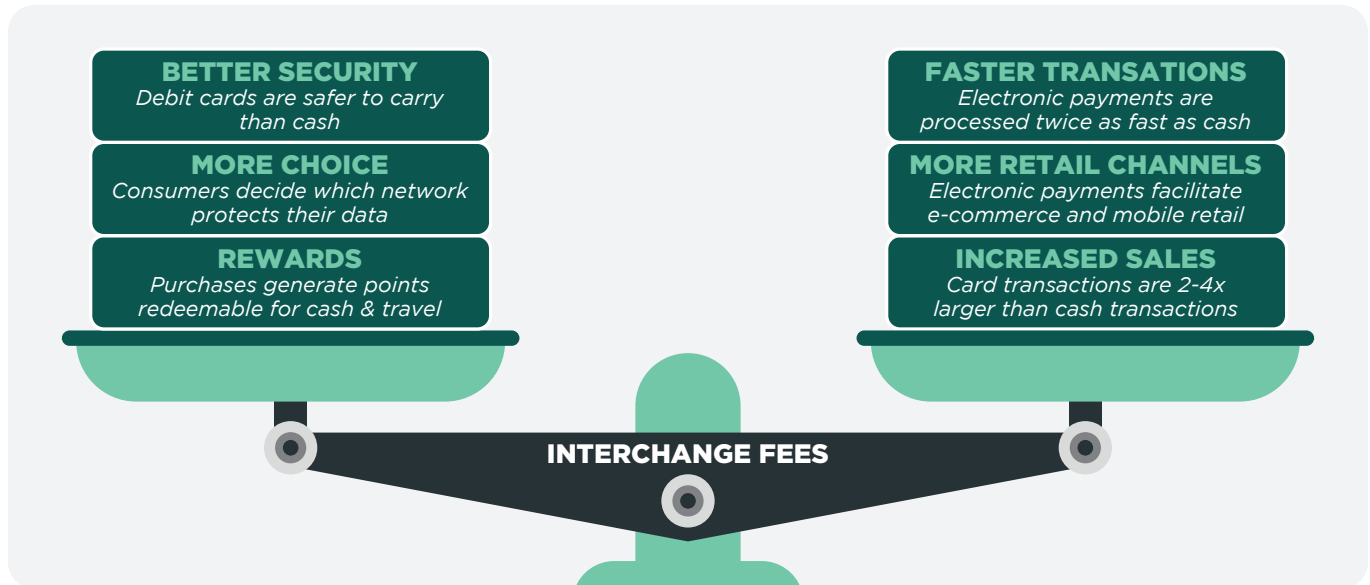 BETTER SECURITY
Debit cards are safer to carry
than cash
MORE CHOICE
Consumers decide which network
protects their data
REWARDS
Purchases generate points
redeemable for cash & travel
FASTER TRANSATIONS
Electronic payments are
processed twice as fast as cash
MORE RETAIL CHANNELS
Electronic payments facilitate
e-commerce and mobile retail
INCREASED SALES
Card transactions are 2-4x
larger than cash transactions
INTERCHANGE FEES